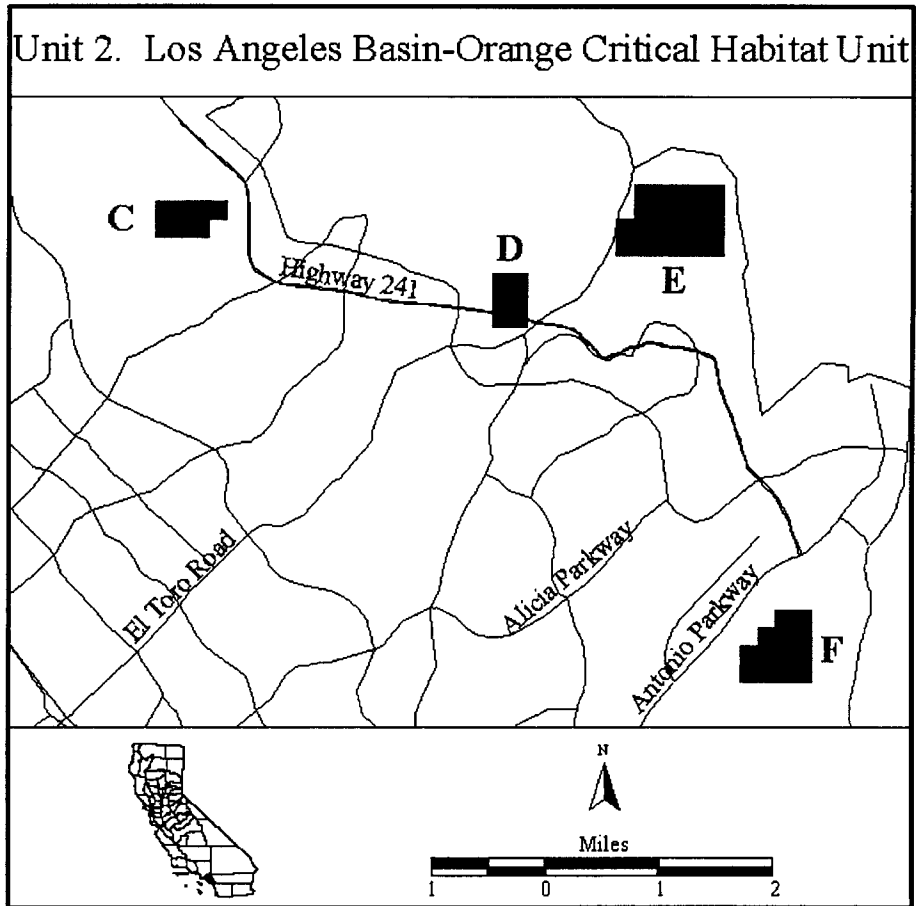 Unit 2. Los Angeles Basin-Orange Critical Habitat Unit
C
D
E
Highway 241
El Toro Road
Alicia Parkway
Antonio Parkway
F
N
Miles
1 0 1 2